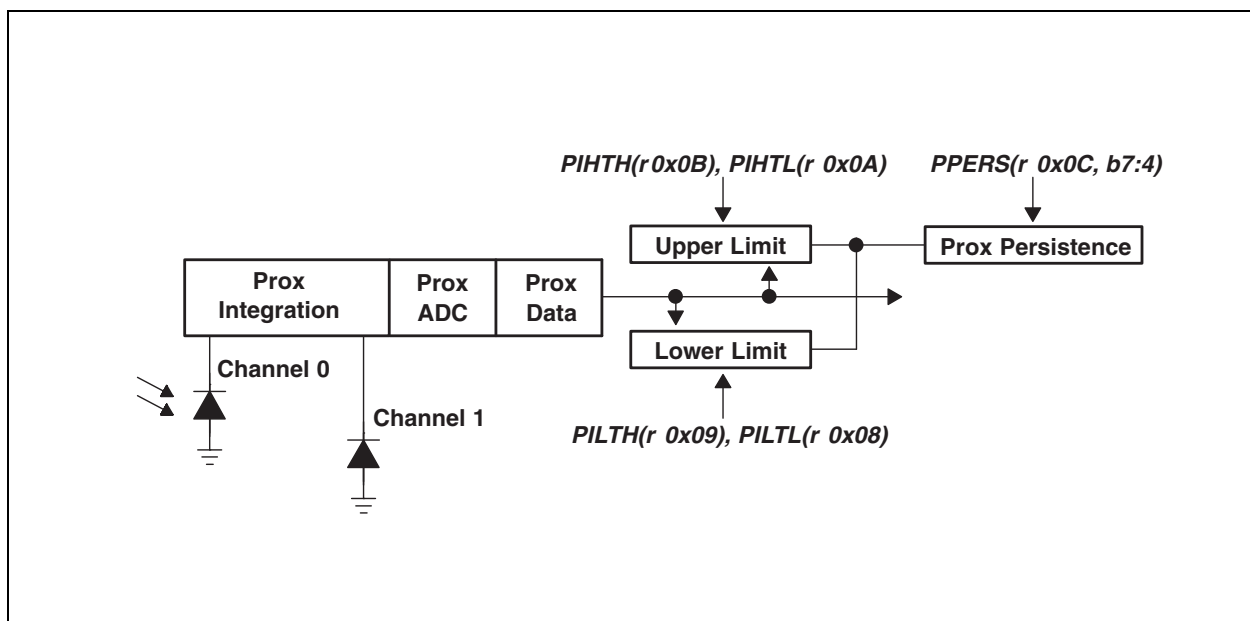 PIHTH(r 0x0B), PIHTL(r 0x0A)
PPERS(r 0x0C, b7:4)
Upper Limit
Prox Persistence
Prox
Integration
Prox
ADC
Prox
Data
Lower Limit
Channel 0
Channel 1
PILTH(r 0x09), PILTL(r 0x08)